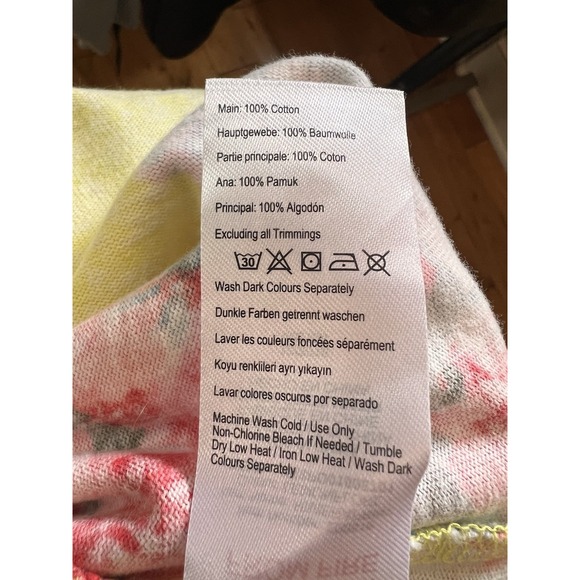 Main: 100% Cotton
Hauptgewebe: 100% Baumwolle
Partie principale: 100% Coton
Ana: 100% Pamuk
Principal: 100% Algodón
Excluding all Trimmings
30
Wash Dark Colours Separately
Dunkle Farben getrennt waschen
Laver les couleurs foncées séparément
Koyu renklileri ayrı yıkayın
Lavar colores oscuros por separado
Machine Wash Cold / Use Only
Non-Chlorine Bleach If Needed / Tumble
Dry Low Heat / Iron Low Heat / Wash Dark
Colours Separately